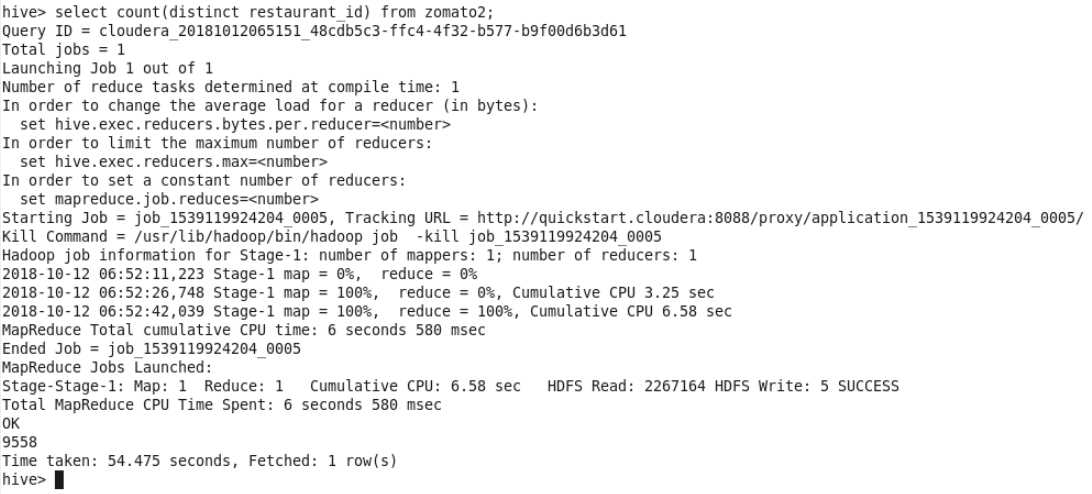 hive> select count(distinct restaurant_id) from zomato2;
Query ID = cloudera_20181012065151_48cdb5c3-ffc4-4f32-b577-b9f00d6b3d61
Total jobs = 1
Launching Job 1 out of 1
Number of reduce tasks determined at compile time: 1
In order to change the average load for a reducer (in bytes):
  set hive.exec.reducers.bytes.per.reducer=<number>
In order to limit the maximum number of reducers:
  set hive.exec.reducers.max=<number>
In order to set a constant number of reducers:
  set mapreduce.job.reduces=<number>
Starting Job = job_1539119924204_0005, Tracking URL = http://quickstart.cloudera:8088/proxy/application_1539119924204_0005/
Kill Command = /usr/lib/hadoop/bin/hadoop job  -kill job_1539119924204_0005
Hadoop job information for Stage-1: number of mappers: 1; number of reducers: 1
2018-10-12 06:52:11,223 Stage-1 map = 0%,  reduce = 0%
2018-10-12 06:52:26,748 Stage-1 map = 100%,  reduce = 0%, Cumulative CPU 3.25 sec
2018-10-12 06:52:42,039 Stage-1 map = 100%,  reduce = 100%, Cumulative CPU 6.58 sec
MapReduce Total cumulative CPU time: 6 seconds 580 msec
Ended Job = job_1539119924204_0005
MapReduce Jobs Launched:
Stage-Stage-1: Map: 1  Reduce: 1   Cumulative CPU: 6.58 sec   HDFS Read: 2267164 HDFS Write: 5 SUCCESS
Total MapReduce CPU Time Spent: 6 seconds 580 msec
OK
9558
Time taken: 54.475 seconds, Fetched: 1 row(s)
hive>